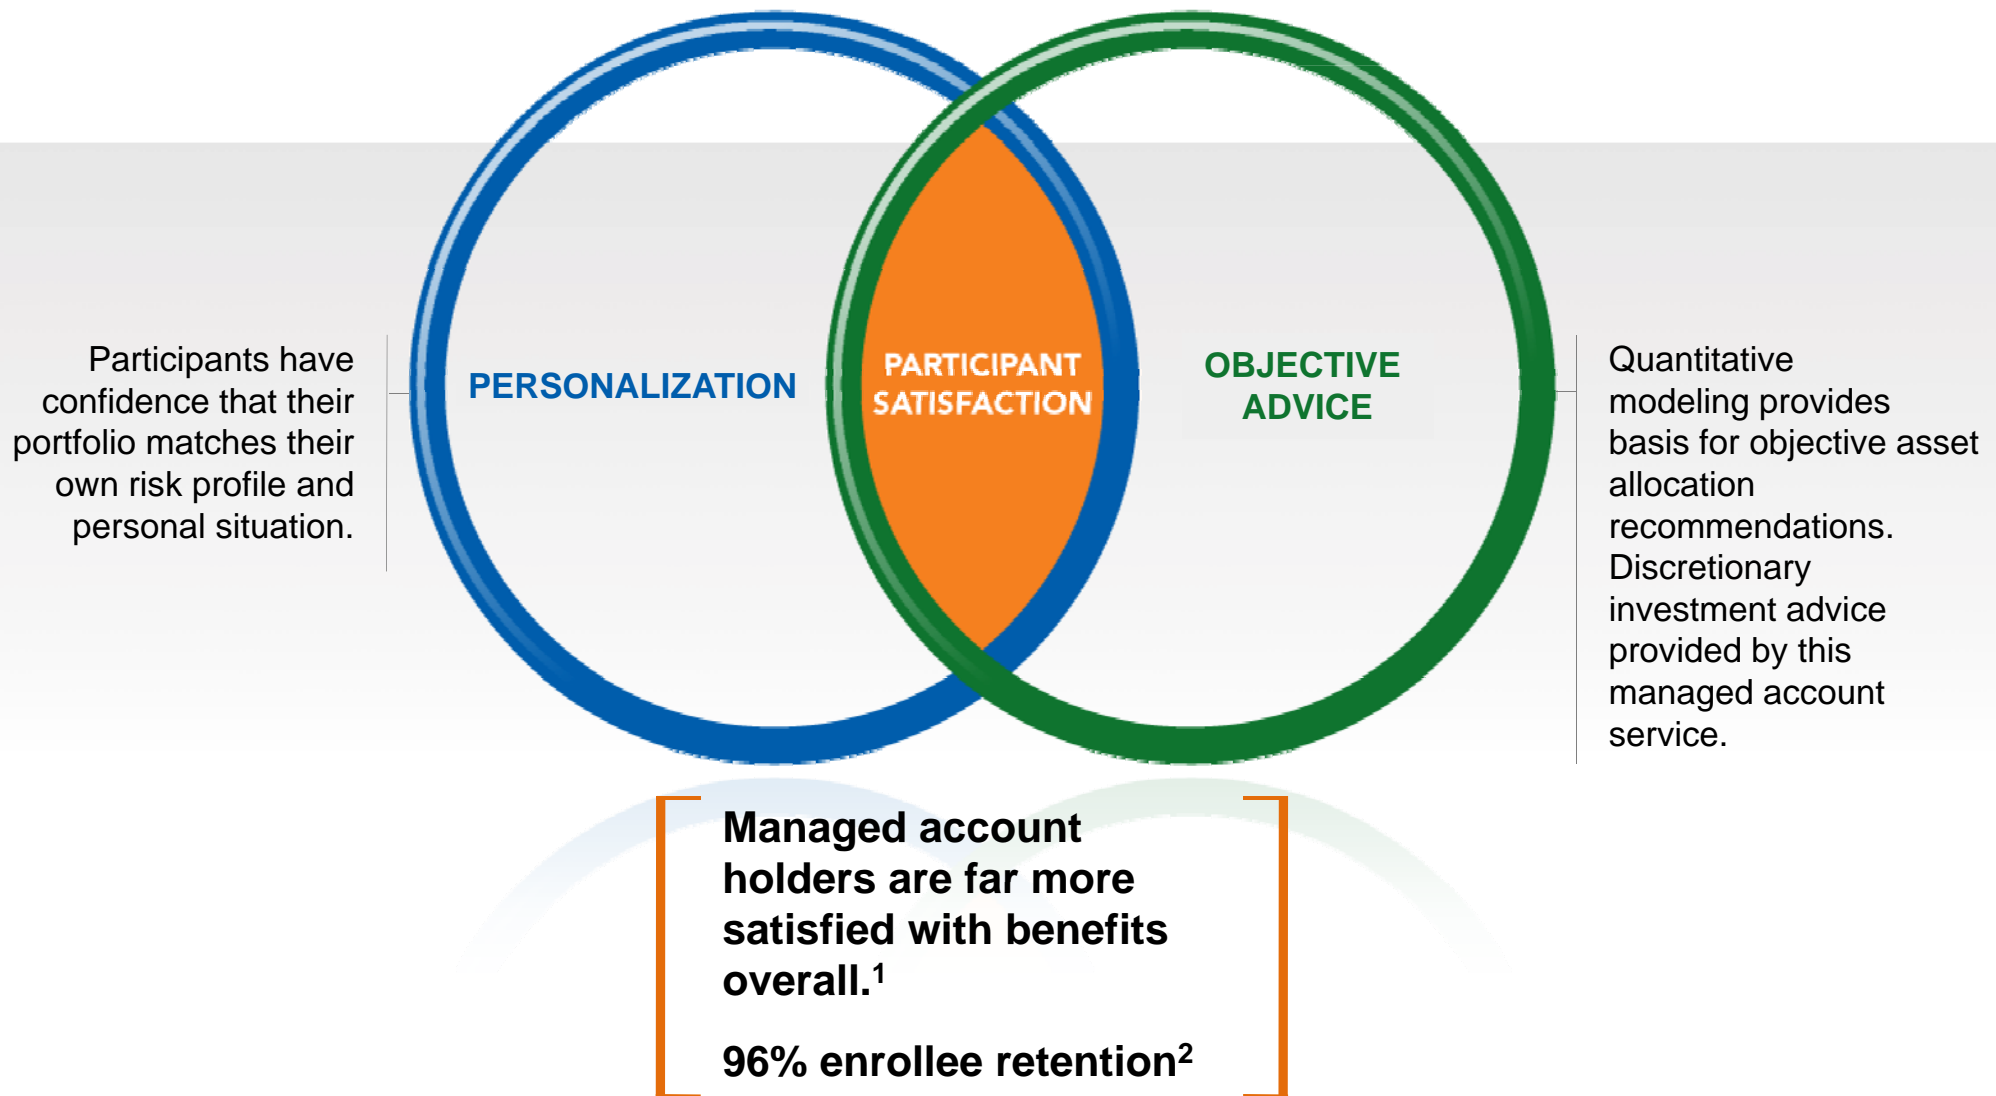 Participants have
confidence that their
portfolio matches their
own risk profile and
personal situation.
PERSONALIZATION
PARTICIPANT
SATISFACTION
OBJECTIVE
ADVICE
Quantitative
modeling provides
basis for objective asset
allocation
recommendations.
Discretionary
investment advice
provided by this
managed account
service.
Managed account
holders are far more
satisfied with benefits
overall.¹
96% enrollee retention²